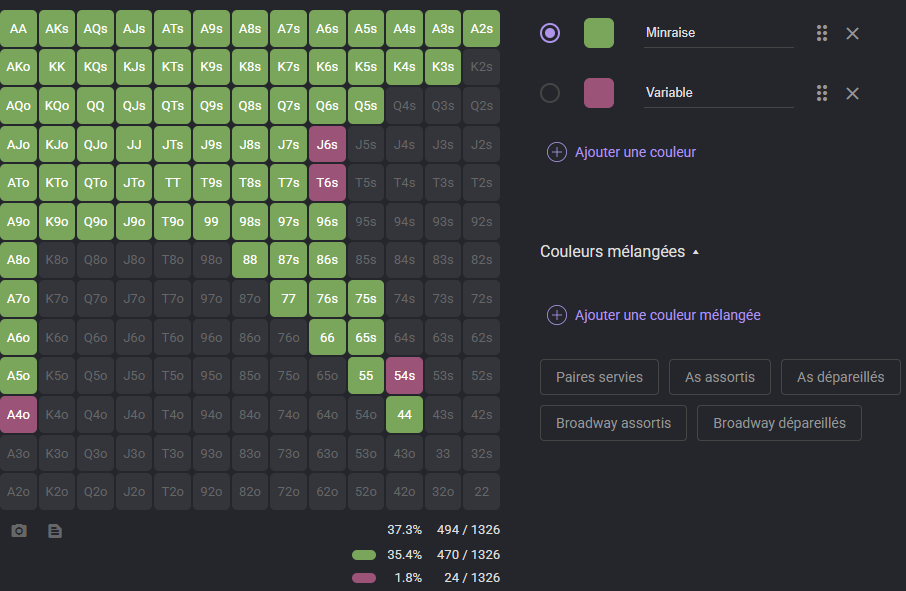 AA AKs AQs AJs ATs A9s A8s A7s A6s A5s A4s A3s A2s
AKo KK KQs KJs KTs K9s K8s K7s K6s K5s K4s K3s K2s
AQo KQo QQ QJs QTs Q9s Q8s Q7s Q6s Q5s Q4s Q3s Q2s
AJo KJo QJo JJ JTs J9s J8s J7s J6s J5s J4s J3s J2s
ATo KTo QTo JTo TT T9s T8s T7s T6s T5s T4s T3s T2s
A9o K9o Q9o J9o T9o 99 98s 97s 96s 95s 94s 93s 92s
A8o K8o Q8o J8o T8o 98o 88 87s 86s 85s 84s 83s 82s
A7o K7o Q7o J7o T7o 97o 87o 77 76s 75s 74s 73s 72s
A6o K6o Q6o J6o T6o 96o 86o 76o 66 65s 64s 63s 62s
A5o K5o Q5o J5o T5o 95o 85o 75o 65o 55 54s 53s 52s
A4o K4o Q4o J4o T4o 94o 84o 74o 64o 54o 44 43s 42s
A3o K3o Q3o J3o T3o 93o 83o 73o 63o 53o 43o 33 32s
A2o K2o Q2o J2o T2o 92o 82o 72o 62o 52o 42o 32o 22
37.3% 494 / 1326
35.4% 470 / 1326
1.8% 24 / 1326
Minraise
Variable
Ajouter une couleur
Couleurs mélangées
Ajouter une couleur mélangée
Paires servies As assortis As dépareillés
Broadway assortis Broadway dépareillés